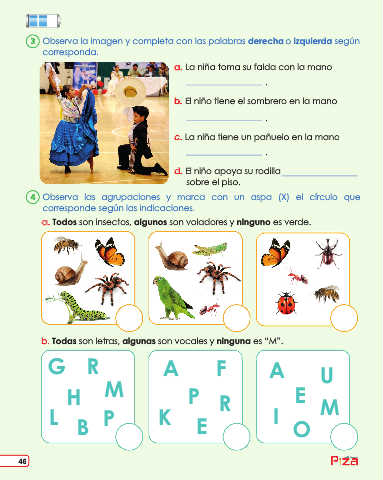 3 Observa la imagen y completa con las palabras derecha o izquierda según
corresponda.
a. La niña toma su falda con la mano
.
b. El niño tiene el sombrero en la mano
.
c. La niña tiene un pañuelo en la mano
.
d. El niño apoya su rodilla
sobre el piso.
4 Observa las agrupaciones y marca con un aspa (X) el círculo que
corresponde según las indicaciones.
a. Todos son insectos, algunos son voladores y ninguno es verde.
b. Todas son letras, algunas son vocales y ninguna es “M”.
G R
H M
L B P
A F
P R
K E
A U
E M
I O
46
Piza